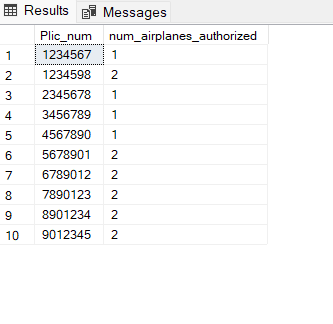 Results Messages
Plic_num num_airplanes_authorized
1 1234567 1
2 1234598 2
3 2345678 1
4 3456789 1
5 4567890 1
6 5678901 2
7 6789012 2
8 7890123 2
9 8901234 2
10 9012345 2